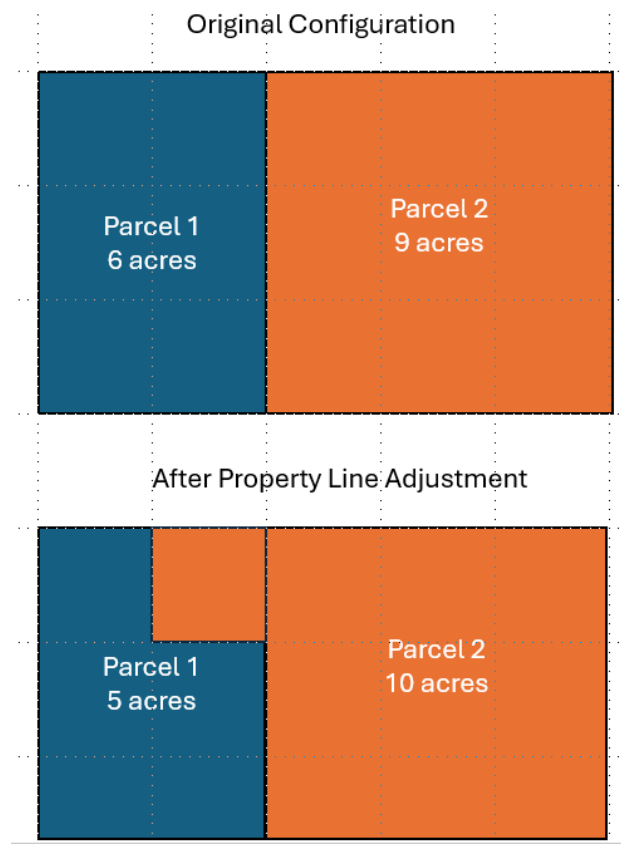 Original Configuration
Parcel 1
6 acres
Parcel 2
9 acres
After Property Line Adjustment
Parcel 1
5 acres
Parcel 2
10 acres